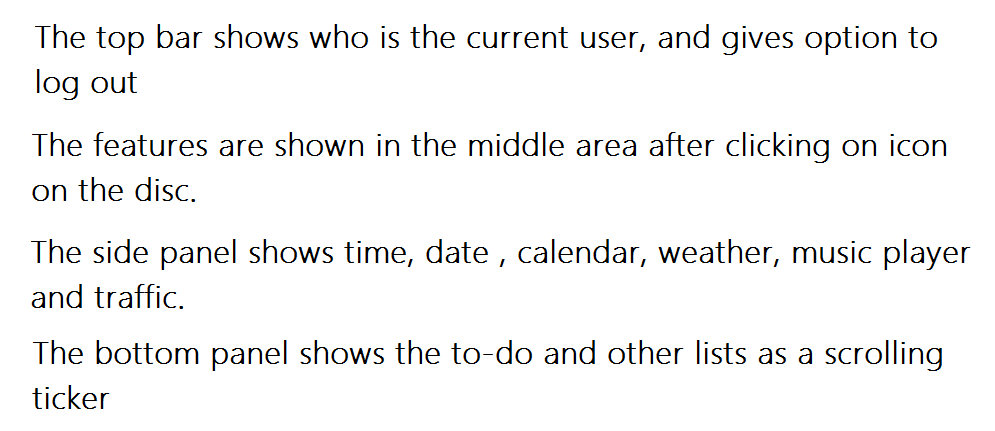 The top bar shows who is the current user, and gives option to
log out
The features are shown in the middle area after clicking on icon
on the disc.
The side panel shows time, date , calendar, weather, music player
and traffic.
The bottom panel shows the to-do and other lists as a scrolling
ticker